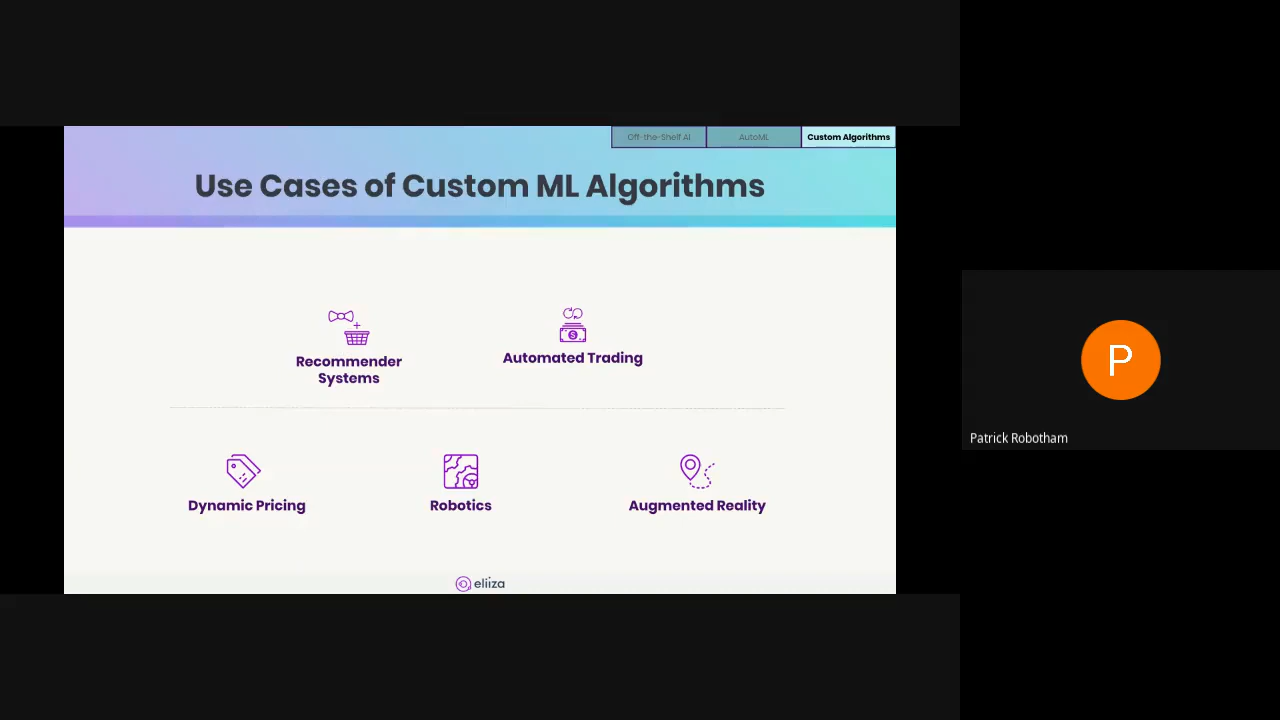 Off-the-Shelf AI
AutoML
Custom Algorithms
Use Cases of Custom ML Algorithms
Recommender
Systems
Automated Trading
$
Dynamic Pricing
Robotics
Augmented Reality
eliiza
P
Patrick Robotham